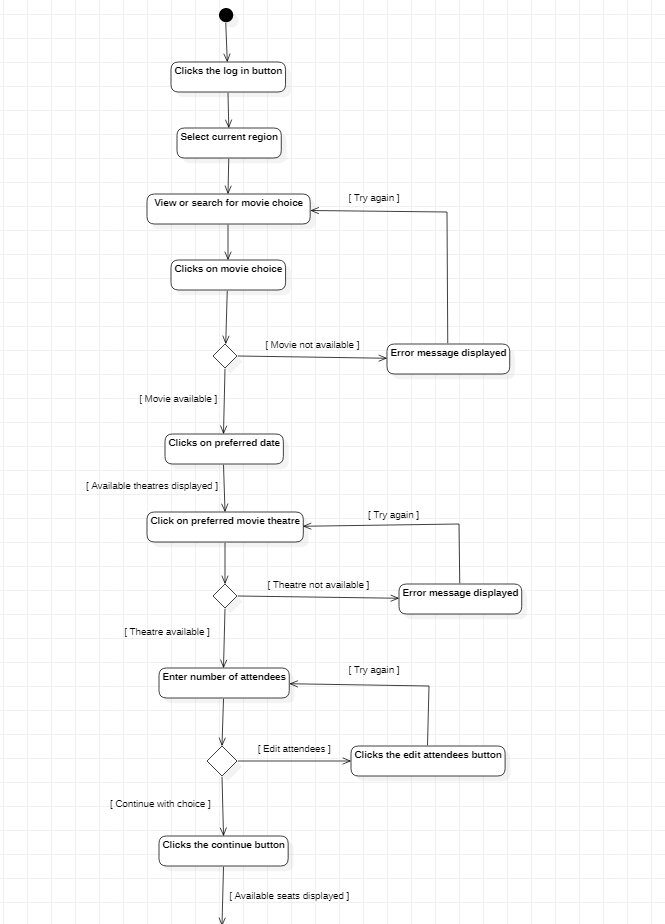 Clicks the log in button
Select current region
[ Try again ]
View or search for movie choice
Clicks on movie choice
[ Movie not available ]
Error message displayed
[ Movie available ]
Clicks on preferred date
[ Available theatres displayed ]
[ Try again ]
Click on preferred movie theatre
[ Theatre not available ]
Error message displayed
[ Theatre available ]
[ Try again ]
Enter number of attendees
[ Edit attendees ]
Clicks the edit attendees button
[ Continue with choice ]
Clicks the continue button
[ Available seats displayed ]